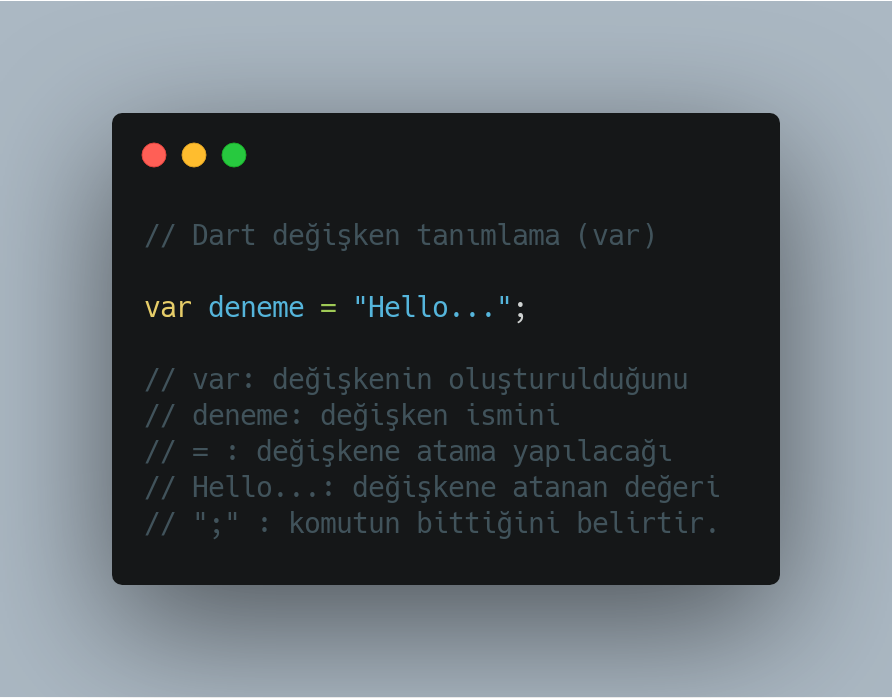 // Dart değişken tanımlama (var)
var deneme = "Hello...";
// var: değişkenin oluşturulduğunu
// deneme: değişken ismini
// = : değişkene atama yapılacağı
// Hello...: değişkene atanan değeri
// ";" : komutun bittiğini belirtir.